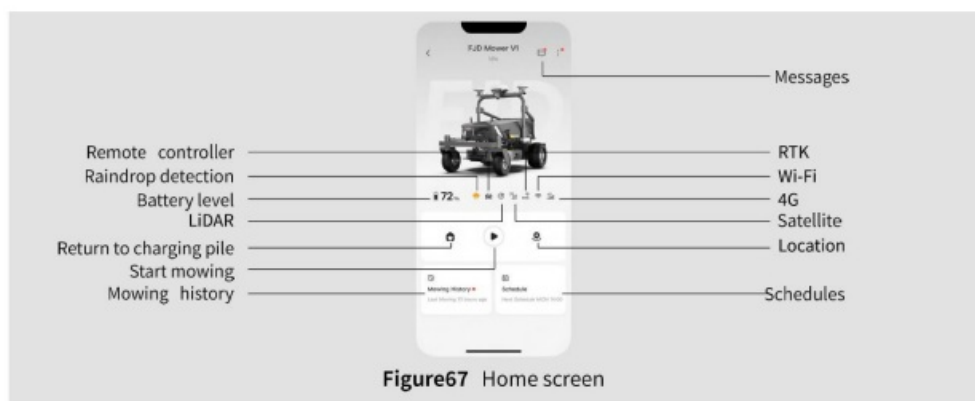 FJD Mower V1
Idle
Messages
Remote controller
Raindrop detection
Battery level
LiDAR
Return to charging pile
Start mowing
Mowing history
RTK
Wi-Fi
4G
Satellite
Location
Schedules
72%
Mowing History
Schedule
Figure67 Home screen